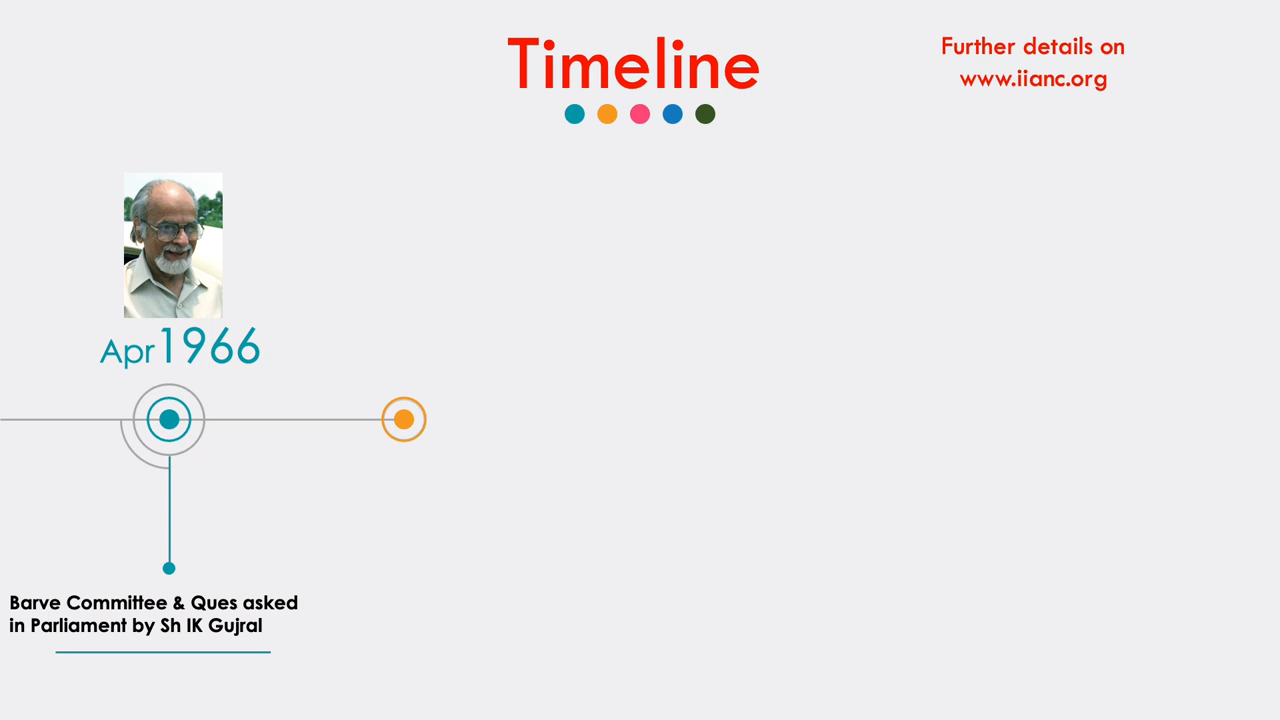 Timeline
Further details on
www.iianc.org
Apr1966
Barve Committee & Ques asked
in Parliament by Sh IK Gujral